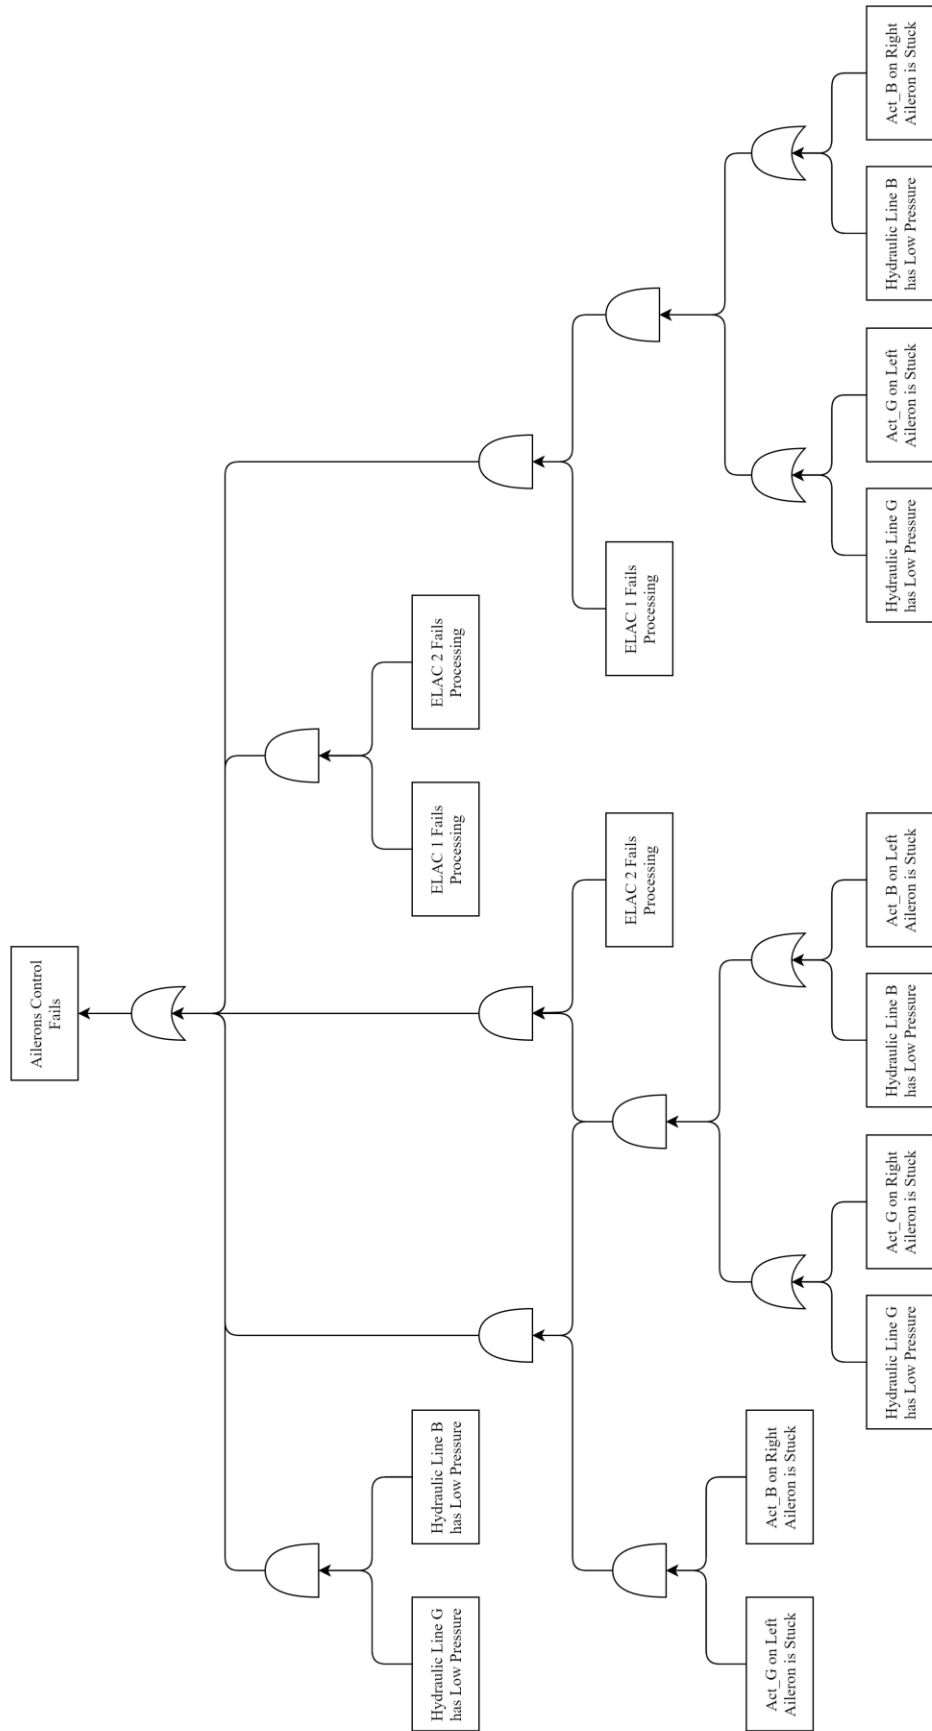 Ailerons Control
Fails
Hydraulic Line G
has Low Pressure
Hydraulic Line B
has Low Pressure
ELAC 1 Fails
Processing
ELAC 2 Fails
Processing
ELAC 2 Fails
Processing
ELAC 1 Fails
Processing
Act_G on Left
Aileron is Stuck
Act_B on Right
Aileron is Stuck
Hydraulic Line G
has Low Pressure
Act_G on Right
Aileron is Stuck
Hydraulic Line B
has Low Pressure
Act_B on Left
Aileron is Stuck
Hydraulic Line G
has Low Pressure
Act_G on Left
Aileron is Stuck
Hydraulic Line B
has Low Pressure
Act_B on Right
Aileron is Stuck